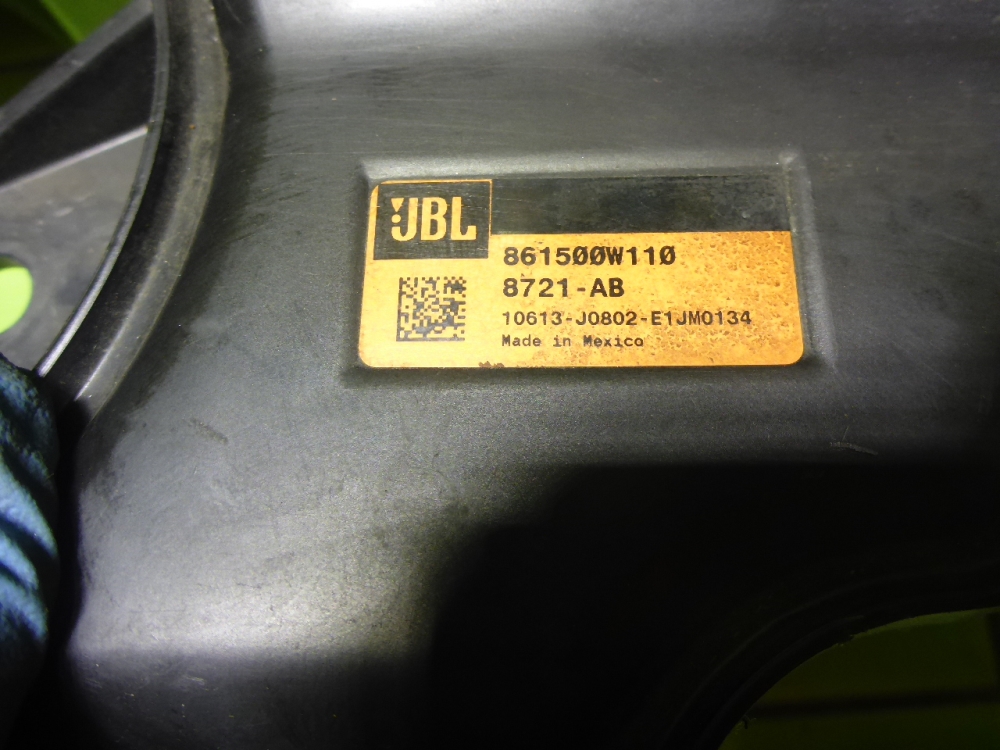 JBL
861500W110
8721-AB
10613-J0802-E1JM0134
Made in Mexico